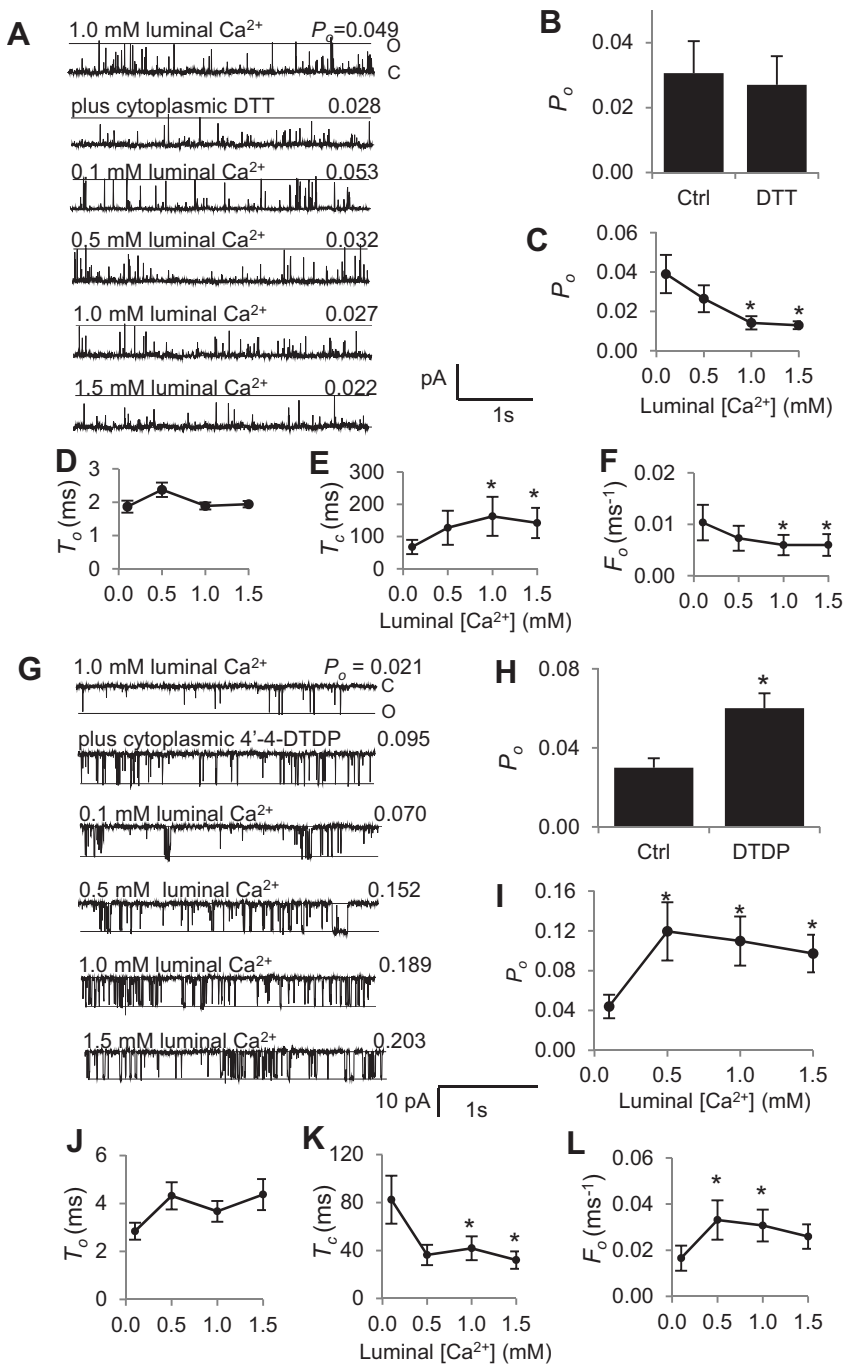 A
1.0 mM luminal Ca²⁺ Pₒ=0.049
O
C
plus cytoplasmic DTT 0.028
0.1 mM luminal Ca²⁺ 0.053
0.5 mM luminal Ca²⁺ 0.032
1.0 mM luminal Ca²⁺ 0.027
1.5 mM luminal Ca²⁺ 0.022
pA
1s
B
Pₒ
0.04
0.02
0.00
Ctrl DTT
C
Pₒ
0.06
0.04
0.02
0.00
* *
0.0 0.5 1.0 1.5
Luminal [Ca²⁺] (mM)
D
Tₒ (ms)
3
2
1
0
0.0 0.5 1.0 1.5
E
T꜀ (ms)
300
200
100
0
* *
0.0 0.5 1.0 1.5
Luminal [Ca²⁺] (mM)
F
Fₒ (ms⁻¹)
0.02
0.01
0.00
* *
0.0 0.5 1.0 1.5
G
1.0 mM luminal Ca²⁺ Pₒ = 0.021
C
O
plus cytoplasmic 4'-4-DTDP 0.095
0.1 mM luminal Ca²⁺ 0.070
0.5 mM luminal Ca²⁺ 0.152
1.0 mM luminal Ca²⁺ 0.189
1.5 mM luminal Ca²⁺ 0.203
10 pA
1s
H
Pₒ
0.08
0.04
0.00
*
Ctrl DTDP
I
Pₒ
0.16
0.12
0.08
0.04
0.00
* * *
0.0 0.5 1.0 1.5
Luminal [Ca²⁺] (mM)
J
Tₒ (ms)
6
4
2
0
0.0 0.5 1.0 1.5
K
T꜀ (ms)
120
80
40
0
* *
0.0 0.5 1.0 1.5
Luminal [Ca²⁺] (mM)
L
Fₒ (ms⁻¹)
0.06
0.04
0.02
0.00
* *
0.0 0.5 1.0 1.5